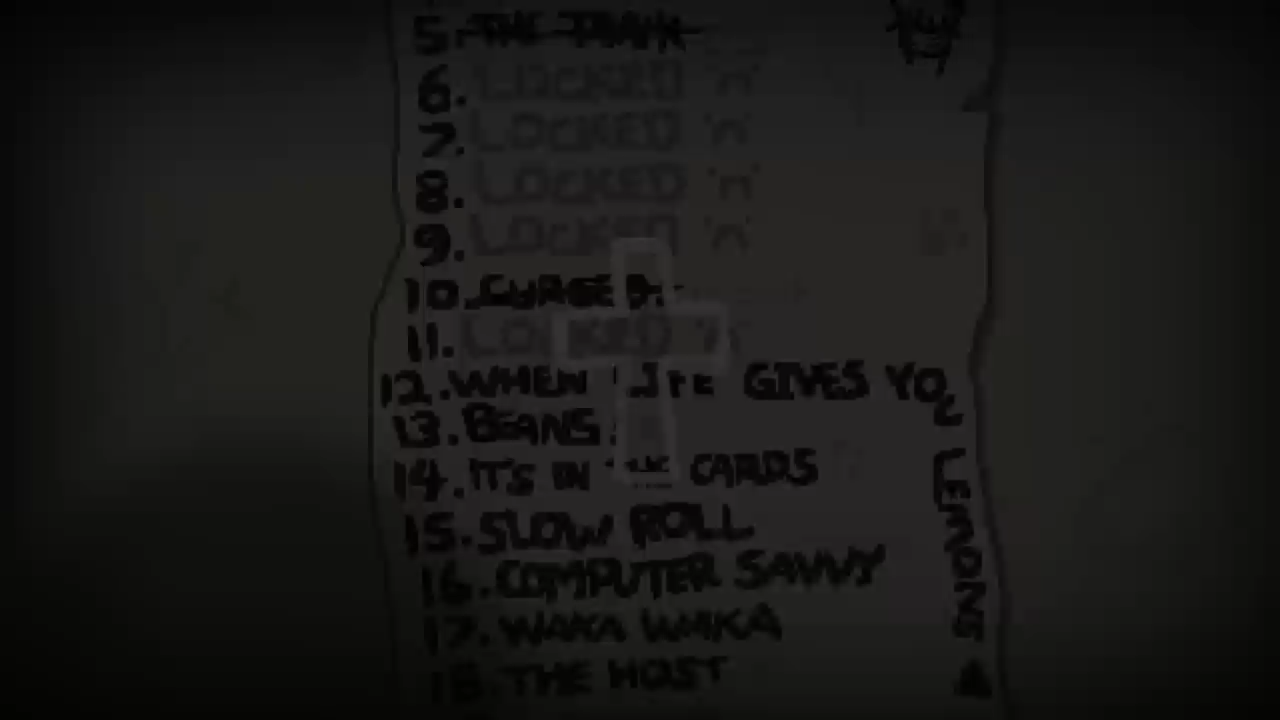 5. THE TRAIN
6. LOCKED 'n'
7. LOCKED 'n'
8. LOCKED 'n'
9. LOCKED 'n'
10. CURSED!
11. LOCKED 'n'
12. WHEN LIFE GIVES YOU LEMONS
13. BEANS!
14. IT'S IN THE CARDS
15. SLOW ROLL
16. COMPUTER SAVVY
17. WAKA WAKA
18. THE HOST